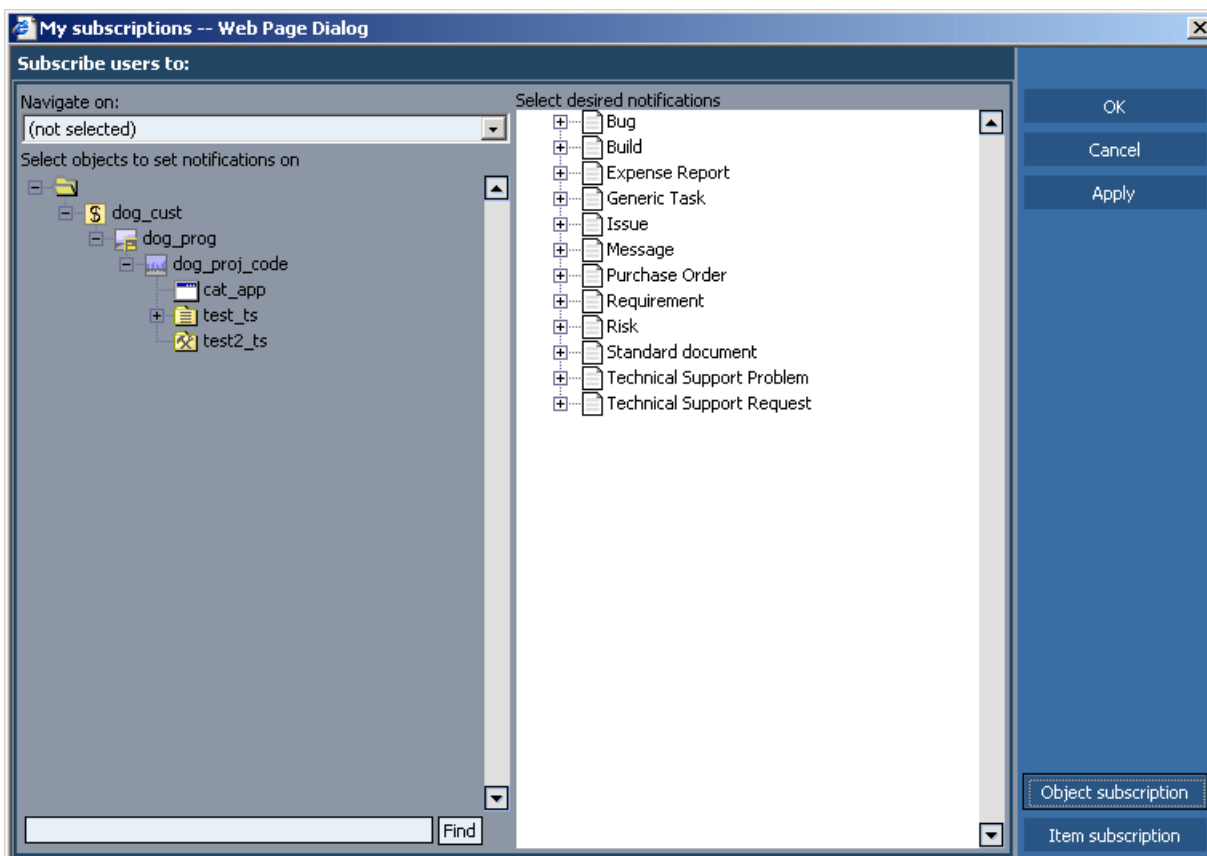 My subscriptions -- Web Page Dialog
Subscribe users to:
Navigate on:
(not selected)
Select objects to set notifications on
dog_cust
dog_prog
dog_proj_code
cat_app
test_ts
test2_ts
Find
Select desired notifications
Bug
Build
Expense Report
Generic Task
Issue
Message
Purchase Order
Requirement
Risk
Standard document
Technical Support Problem
Technical Support Request
OK
Cancel
Apply
Object subscription
Item subscription